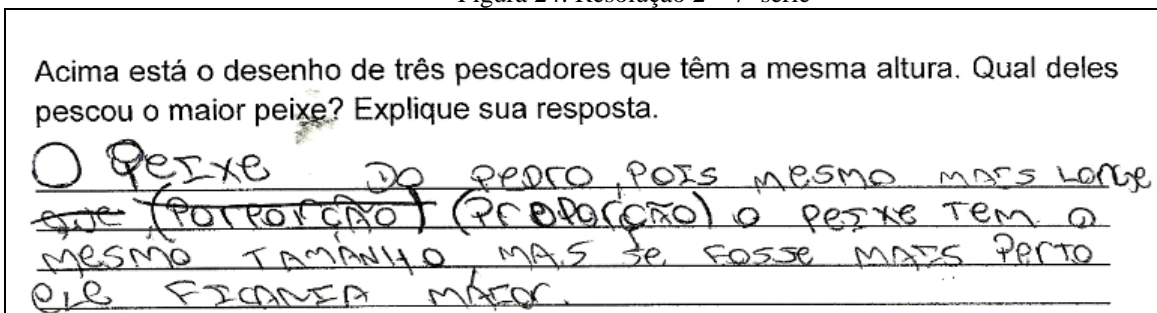 Figura 24: Resolução 2 – 7ª série
Acima está o desenho de três pescadores que têm a mesma altura. Qual deles
pescou o maior peixe? Explique sua resposta.
O PEIXE DO PEDRO, POIS MESMO MAIS LONGE
QUE (PORPORÇÃO) (PROPORÇÃO) O PEIXE TEM O
MESMO TAMANHO MAS SE FOSSE MAIS PERTO
ELE FICARIA MAIOR.